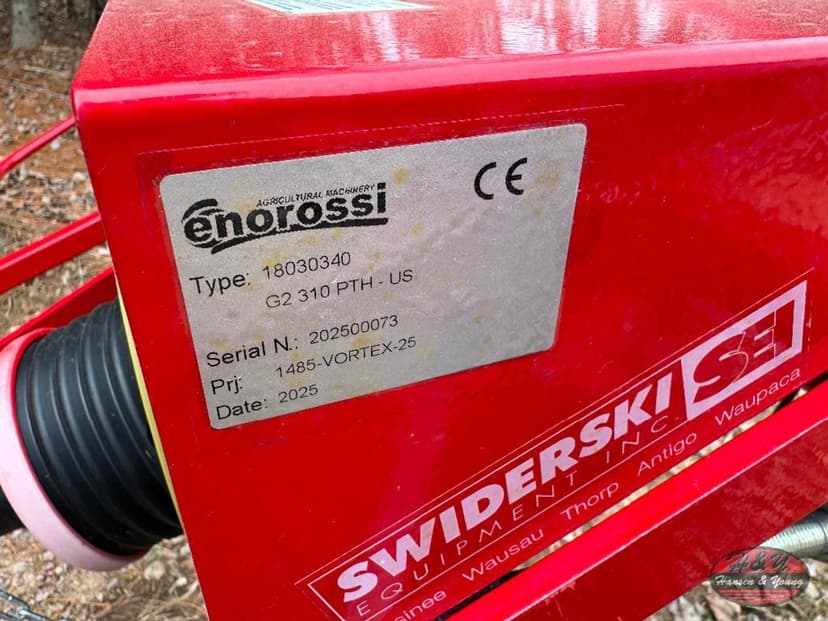 AGRICULTURAL MACHINERY
enorossi
CE
Type: 18030340
G2 310 PTH - US
Serial N.: 202500073
Prj: 1485-VORTEX-25
Date: 2025
SWIDERSKI
EQUIPMENT INC
SEI
sinee Wausau Thorp Antigo Waupaca
H & Y
Hansen & Young